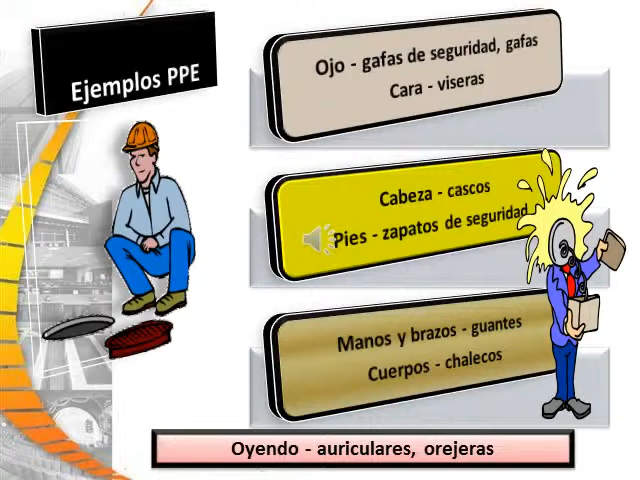 Ejemplos PPE
Ojo - gafas de seguridad, gafas
Cara - viseras
Cabeza - cascos
Pies - zapatos de seguridad
Manos y brazos - guantes
Cuerpos - chalecos
Oyendo - auriculares, orejeras